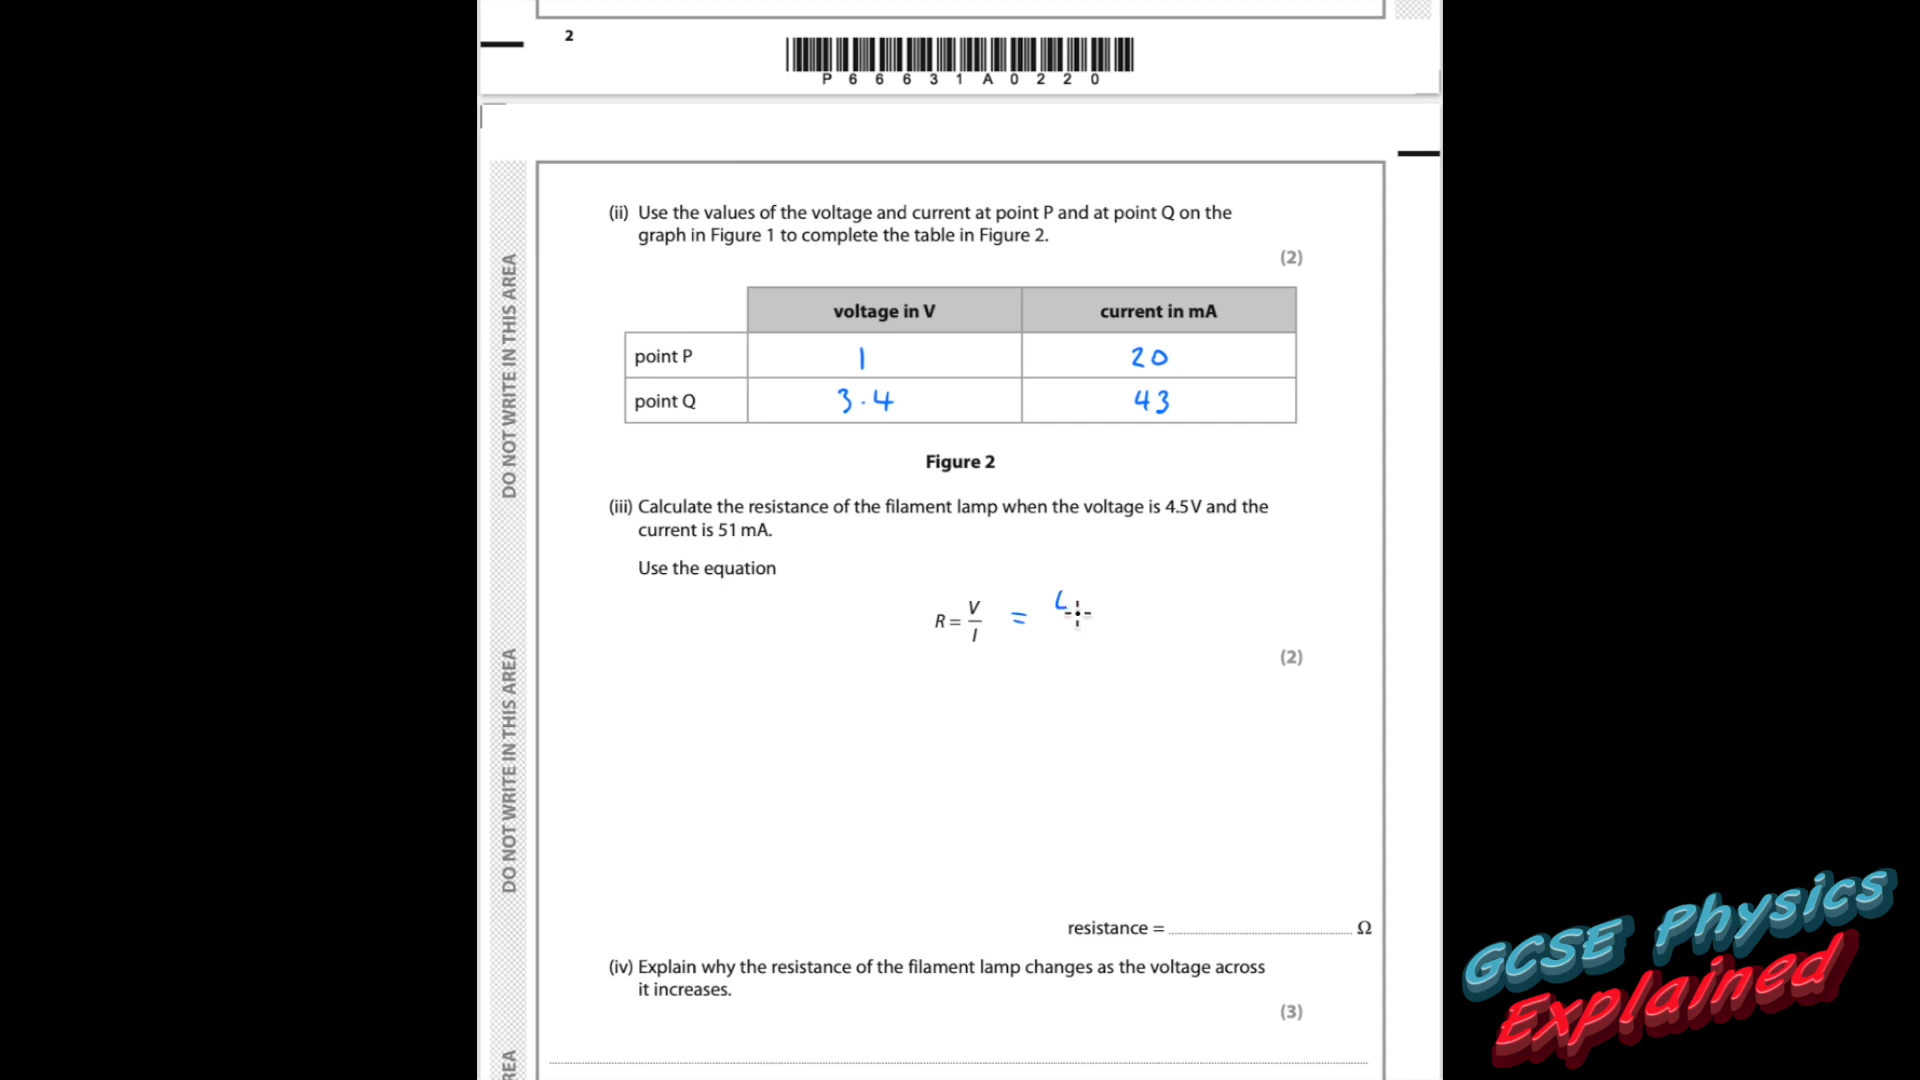 2
P 6 6 6 3 1 A 0 2 2 0
DO NOT WRITE IN THIS AREA
DO NOT WRITE IN THIS AREA
REA
(ii) Use the values of the voltage and current at point P and at point Q on the
graph in Figure 1 to complete the table in Figure 2.
(2)
voltage in V current in mA
point P 1 20
point Q 3.4 43
Figure 2
(iii) Calculate the resistance of the filament lamp when the voltage is 4.5 V and the
current is 51 mA.
Use the equation
R = V/I =
(2)
resistance = ........................................ Ω
(iv) Explain why the resistance of the filament lamp changes as the voltage across
it increases.
(3)
GCSE Physics
Explained